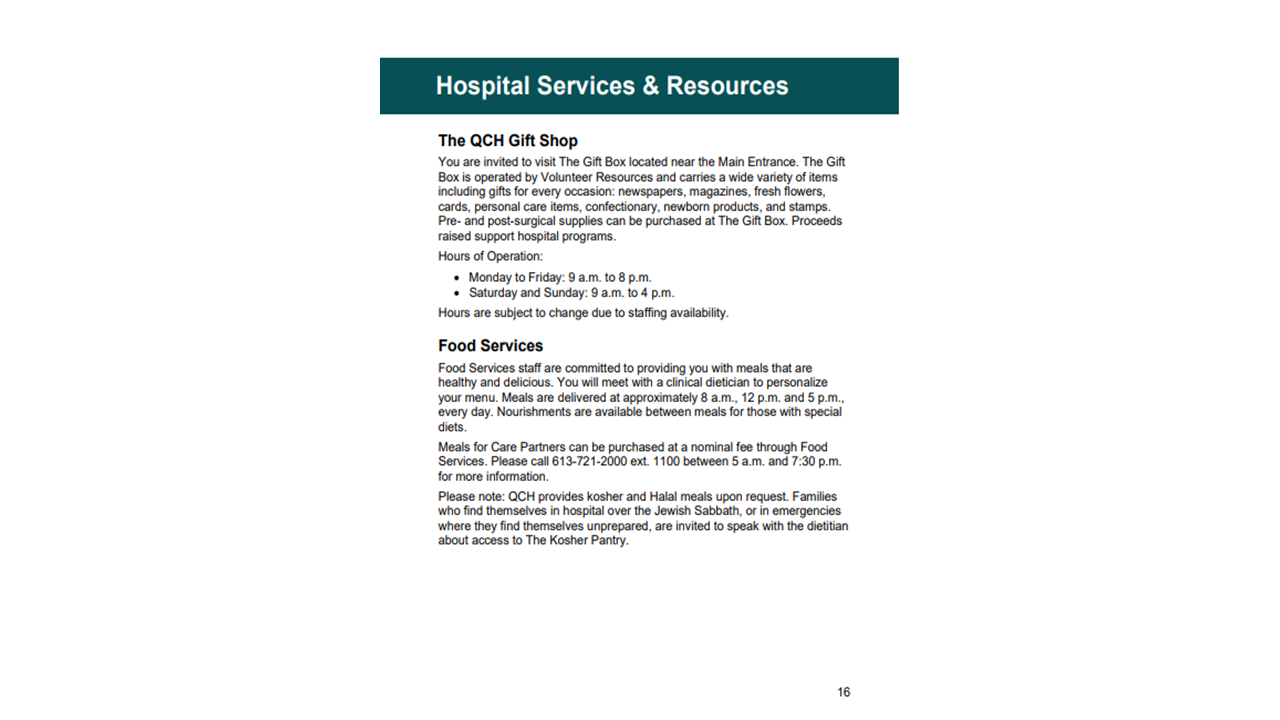 Hospital Services & Resources
The QCH Gift Shop
You are invited to visit The Gift Box located near the Main Entrance. The Gift
Box is operated by Volunteer Resources and carries a wide variety of items
including gifts for every occasion: newspapers, magazines, fresh flowers,
cards, personal care items, confectionary, newborn products, and stamps.
Pre- and post-surgical supplies can be purchased at The Gift Box. Proceeds
raised support hospital programs.
Hours of Operation:
• Monday to Friday: 9 a.m. to 8 p.m.
• Saturday and Sunday: 9 a.m. to 4 p.m.
Hours are subject to change due to staffing availability.
Food Services
Food Services staff are committed to providing you with meals that are
healthy and delicious. You will meet with a clinical dietician to personalize
your menu. Meals are delivered at approximately 8 a.m., 12 p.m. and 5 p.m.,
every day. Nourishments are available between meals for those with special
diets.
Meals for Care Partners can be purchased at a nominal fee through Food
Services. Please call 613-721-2000 ext. 1100 between 5 a.m. and 7:30 p.m.
for more information.
Please note: QCH provides kosher and Halal meals upon request. Families
who find themselves in hospital over the Jewish Sabbath, or in emergencies
where they find themselves unprepared, are invited to speak with the dietitian
about access to The Kosher Pantry.
16